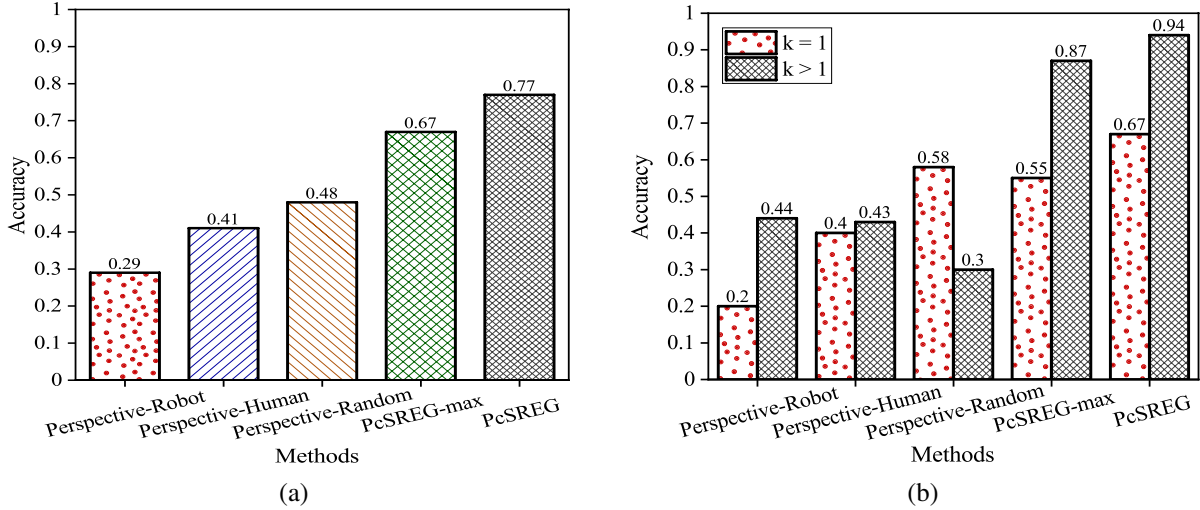 1
0.9
0.8
0.7
0.6
0.5
0.4
0.3
0.2
0.1
0
Accuracy
0.29
0.41
0.48
0.67
0.77
Perspective-Robot
Perspective-Human
Perspective-Random
PcSREG-max
PcSREG
Methods
(a)
1
0.9
0.8
0.7
0.6
0.5
0.4
0.3
0.2
0.1
0
Accuracy
k = 1
k > 1
0.2
0.44
0.4
0.43
0.58
0.3
0.55
0.87
0.67
0.94
Perspective-Robot
Perspective-Human
Perspective-Random
PcSREG-max
PcSREG
Methods
(b)